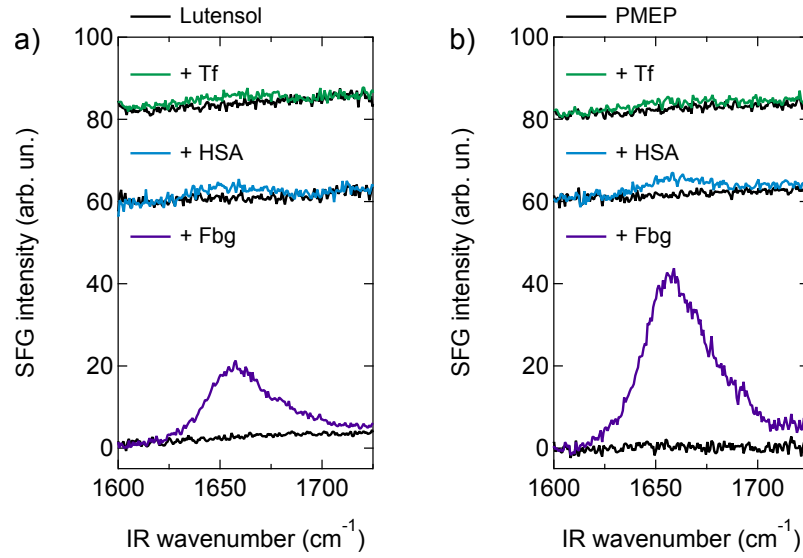 a)
Lutensol
+ Tf
+ HSA
+ Fbg
100
80
60
40
20
0
SFG intensity (arb. un.)
1600
1650
1700
IR wavenumber (cm⁻¹)
b)
PMEP
+ Tf
+ HSA
+ Fbg
100
80
60
40
20
0
SFG intensity (arb. un.)
1600
1650
1700
IR wavenumber (cm⁻¹)